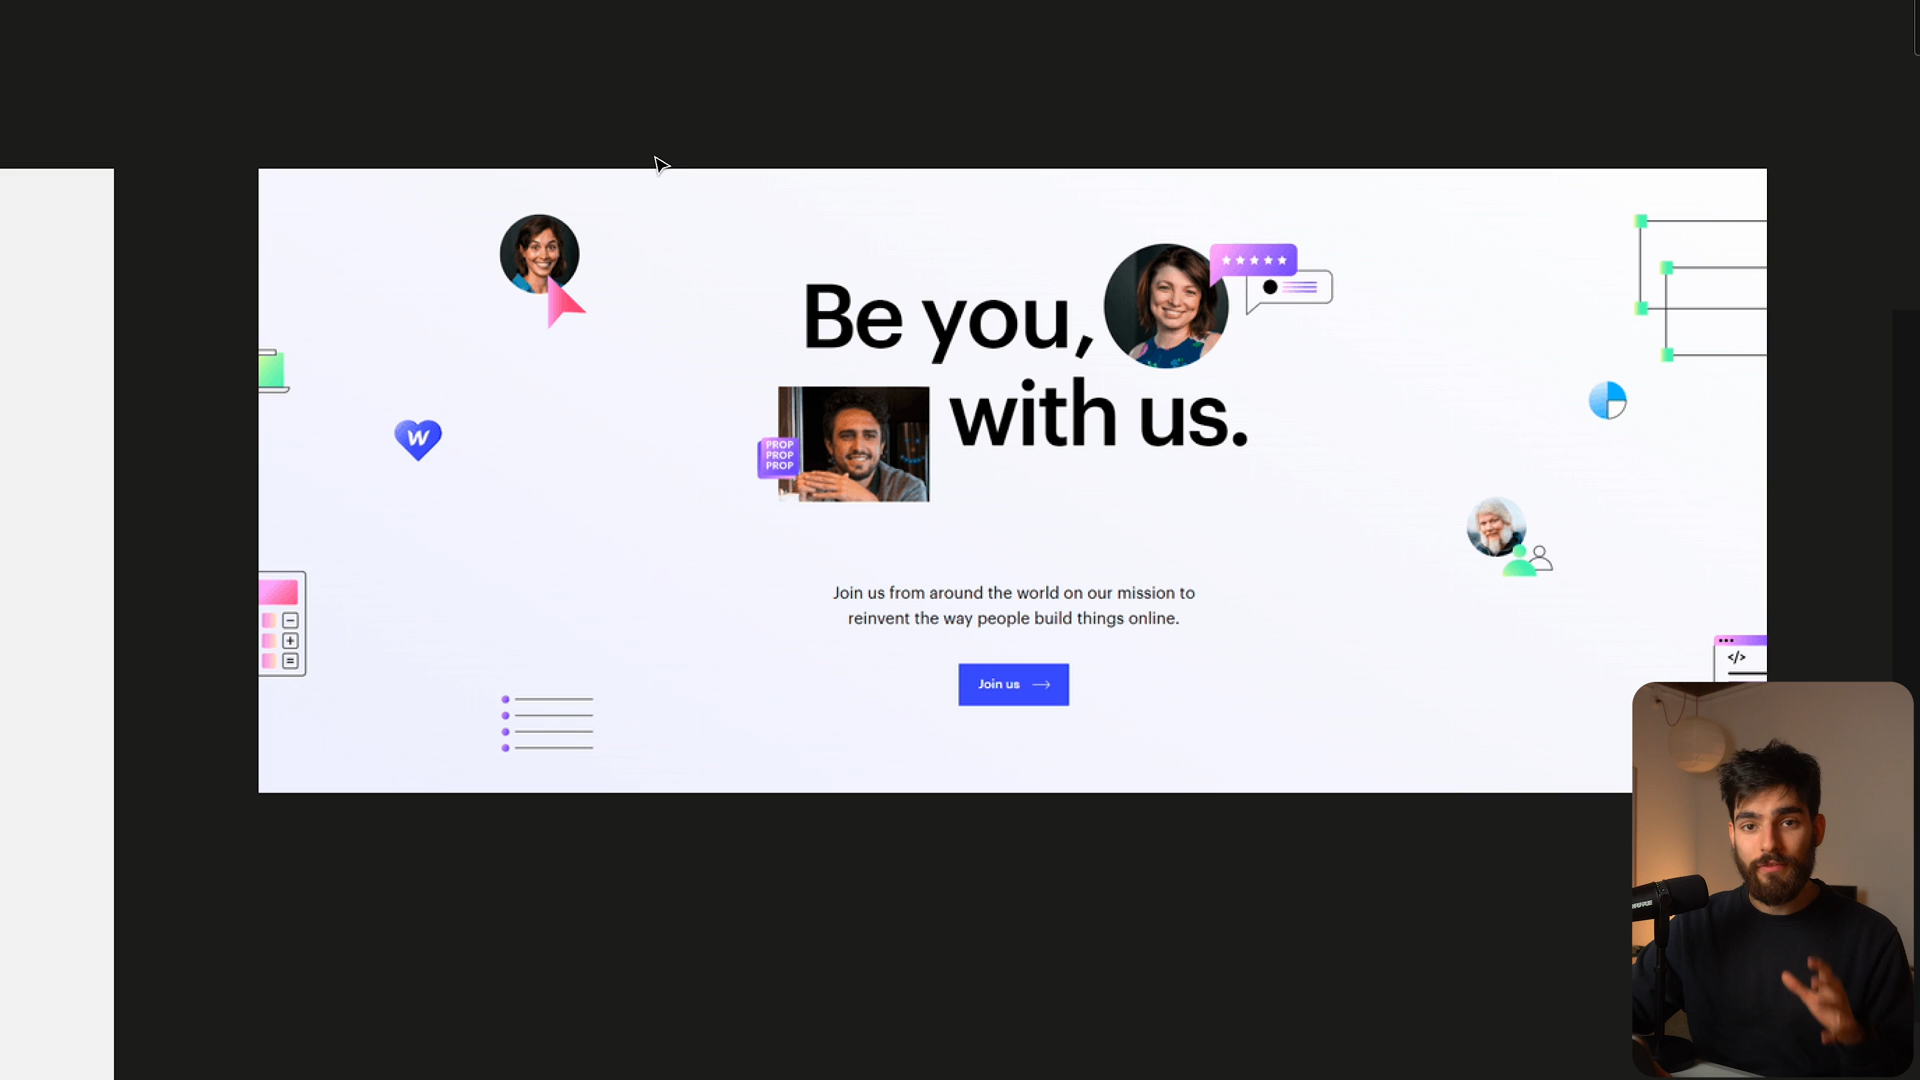 Be you,
with us.
PROP
PROP
PROP
W
Join us from around the world on our mission to
reinvent the way people build things online.
Join us →
</>